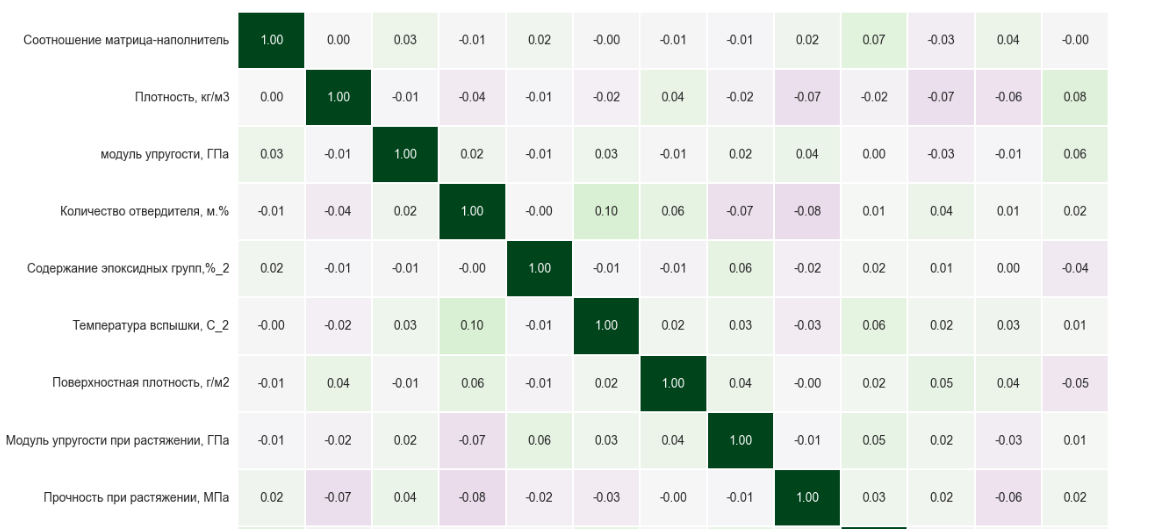 Соотношение матрица-наполнитель 1.00 0.00 0.03 -0.01 0.02 -0.00 -0.01 -0.01 0.02 0.07 -0.03 0.04 -0.00
Плотность, кг/м3 0.00 1.00 -0.01 -0.04 -0.01 -0.02 0.04 -0.02 -0.07 -0.02 -0.07 -0.06 0.08
модуль упругости, ГПа 0.03 -0.01 1.00 0.02 -0.01 0.03 -0.01 0.02 0.04 0.00 -0.03 -0.01 0.06
Количество отвердителя, м.% -0.01 -0.04 0.02 1.00 -0.00 0.10 0.06 -0.07 -0.08 0.01 0.04 0.01 0.02
Содержание эпоксидных групп,%_2 0.02 -0.01 -0.01 -0.00 1.00 -0.01 -0.01 0.06 -0.02 0.02 0.01 0.00 -0.04
Температура вспышки, С_2 -0.00 -0.02 0.03 0.10 -0.01 1.00 0.02 0.03 -0.03 0.06 0.02 0.03 0.01
Поверхностная плотность, г/м2 -0.01 0.04 -0.01 0.06 -0.01 0.02 1.00 0.04 -0.00 0.02 0.05 0.04 -0.05
Модуль упругости при растяжении, ГПа -0.01 -0.02 0.02 -0.07 0.06 0.03 0.04 1.00 -0.01 0.05 0.02 -0.03 0.01
Прочность при растяжении, МПа 0.02 -0.07 0.04 -0.08 -0.02 -0.03 -0.00 -0.01 1.00 0.03 0.02 -0.06 0.02